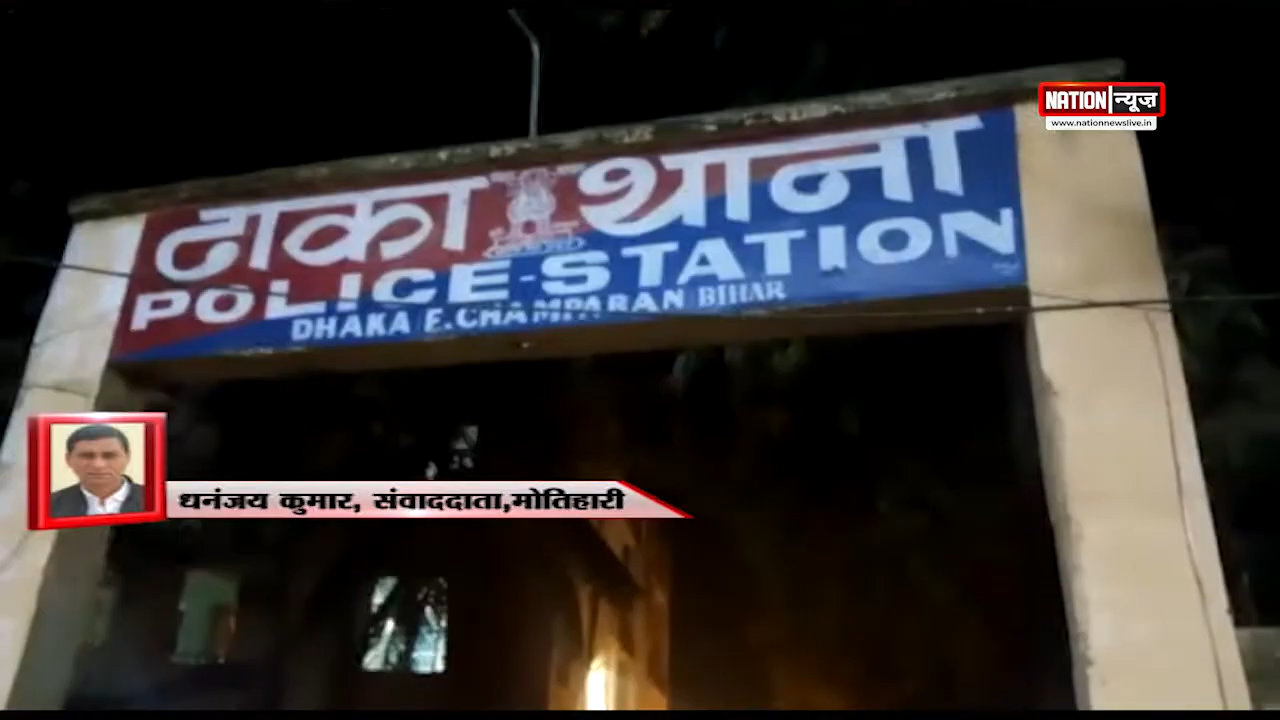 NATION न्यूज़
www.nationnewslive.in
ढाका थाना
POLICE-STATION
DHAKA E.CHAMPARAN BIHAR
धनंजय कुमार, संवाददाता,मोतिहारी